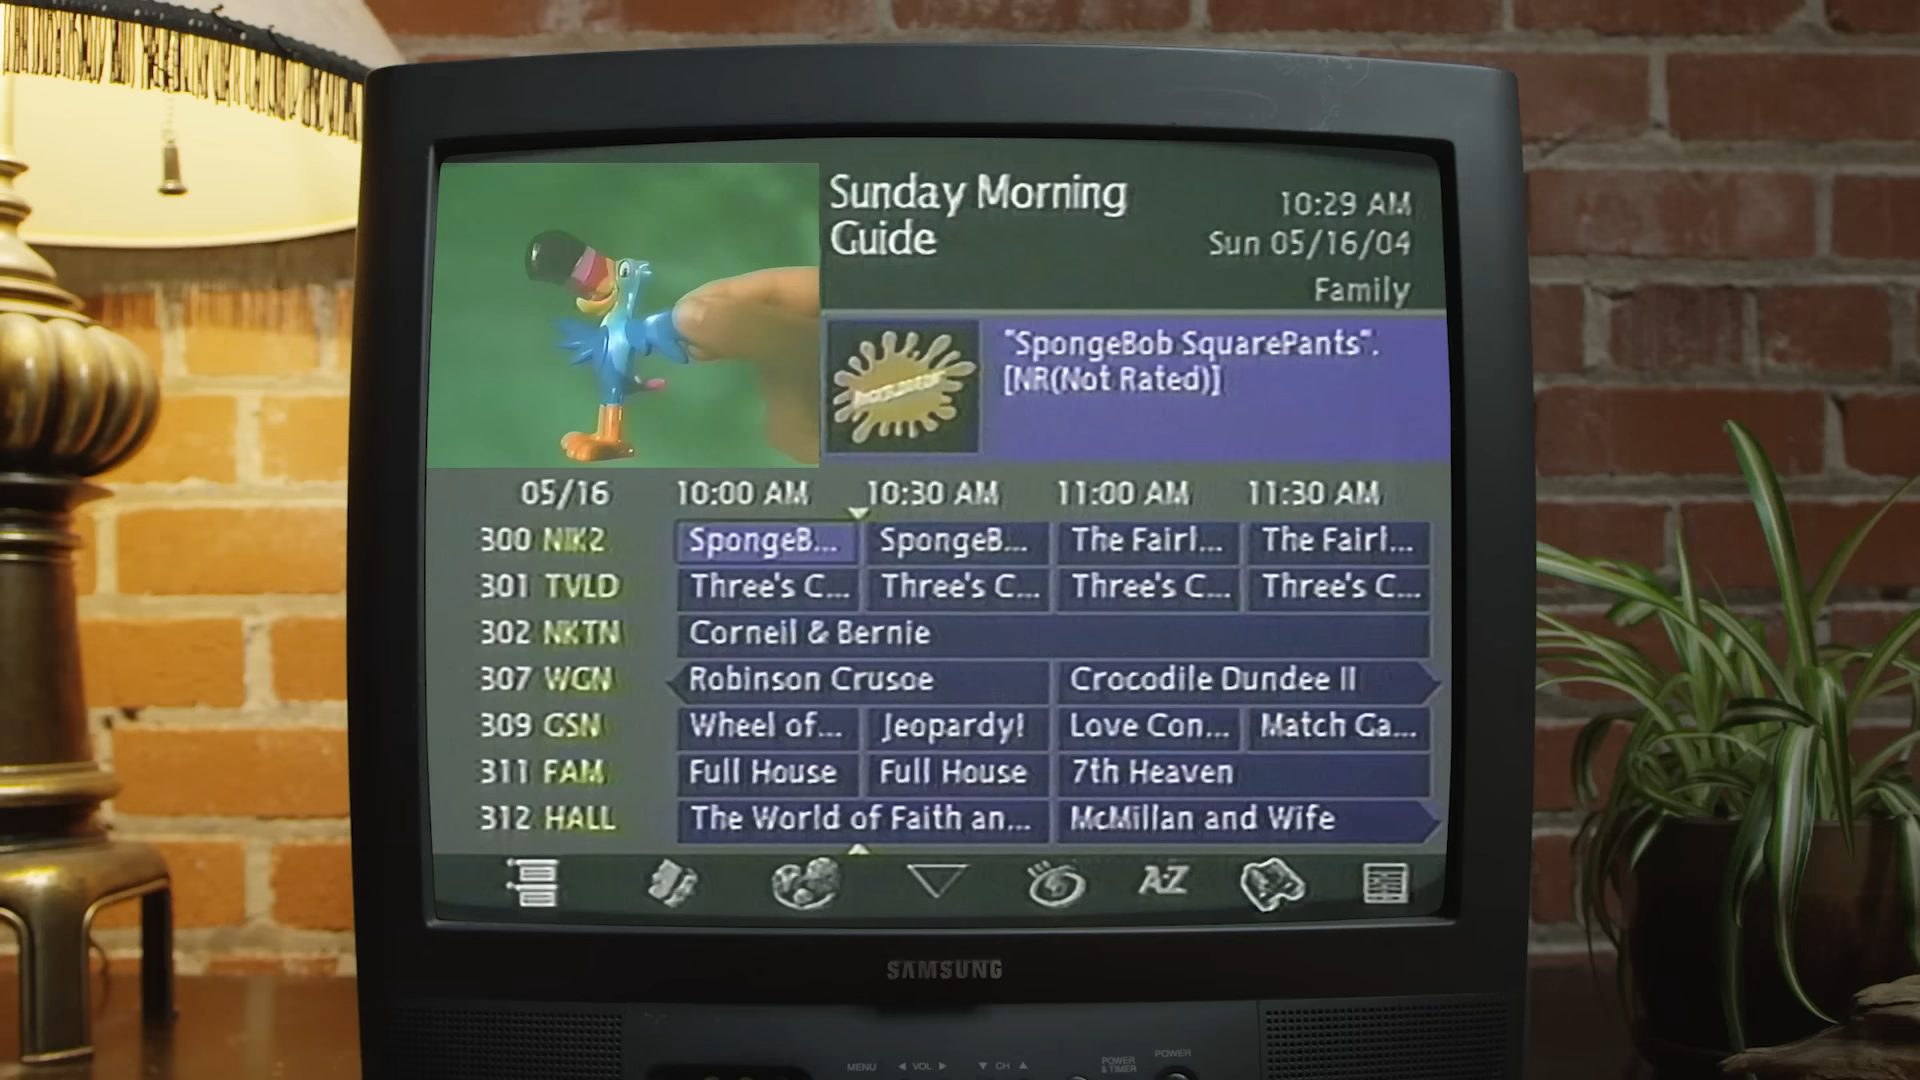 Sunday Morning
Guide
10:29 AM
Sun 05/16/04
Family
"SpongeBob SquarePants".
[NR(Not Rated)]
NICKELODEON
05/16 10:00 AM 10:30 AM 11:00 AM 11:30 AM
300 NIK2 SpongeB... SpongeB... The Fairl... The Fairl...
301 TVLD Three's C... Three's C... Three's C... Three's C...
302 NKTN Corneil & Bernie
307 WGN Robinson Crusoe Crocodile Dundee II
309 GSN Wheel of... Jeopardy! Love Con... Match Ga...
311 FAM Full House Full House 7th Heaven
312 HALL The World of Faith an... McMillan and Wife
A-Z
SAMSUNG
MENU ◄ VOL ► ▼ CH ▲ POWER & TIMER POWER